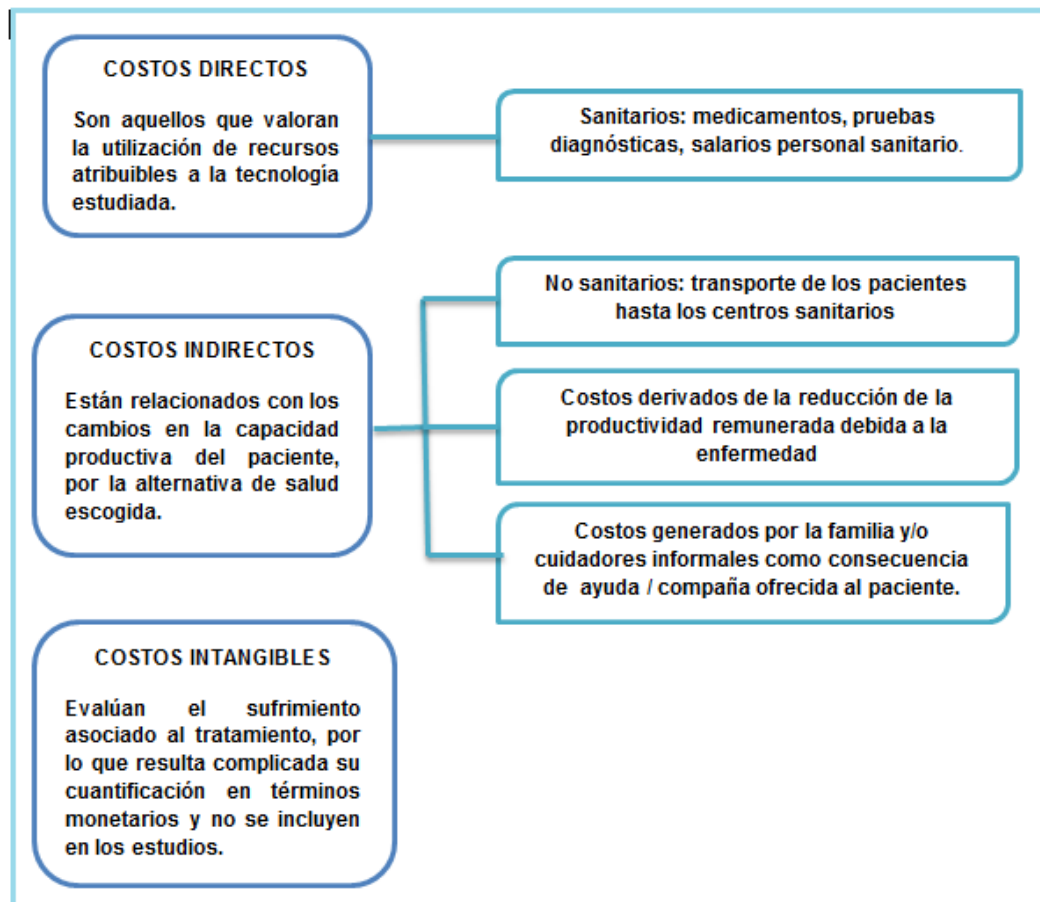 COSTOS DIRECTOS
Son aquellos que valoran
la utilización de recursos
atribuibles a la tecnología
estudiada.
Sanitarios: medicamentos, pruebas
diagnósticas, salarios personal sanitario.
No sanitarios: transporte de los pacientes
hasta los centros sanitarios
COSTOS INDIRECTOS
Están relacionados con los
cambios en la capacidad
productiva del paciente,
por la alternativa de salud
escogida.
Costos derivados de la reducción de la
productividad remunerada debida a la
enfermedad
Costos generados por la familia y/o
cuidadores informales como consecuencia
de ayuda / compaña ofrecida al paciente.
COSTOS INTANGIBLES
Evalúan el sufrimiento
asociado al tratamiento, por
lo que resulta complicada su
cuantificación en términos
monetarios y no se incluyen
en los estudios.